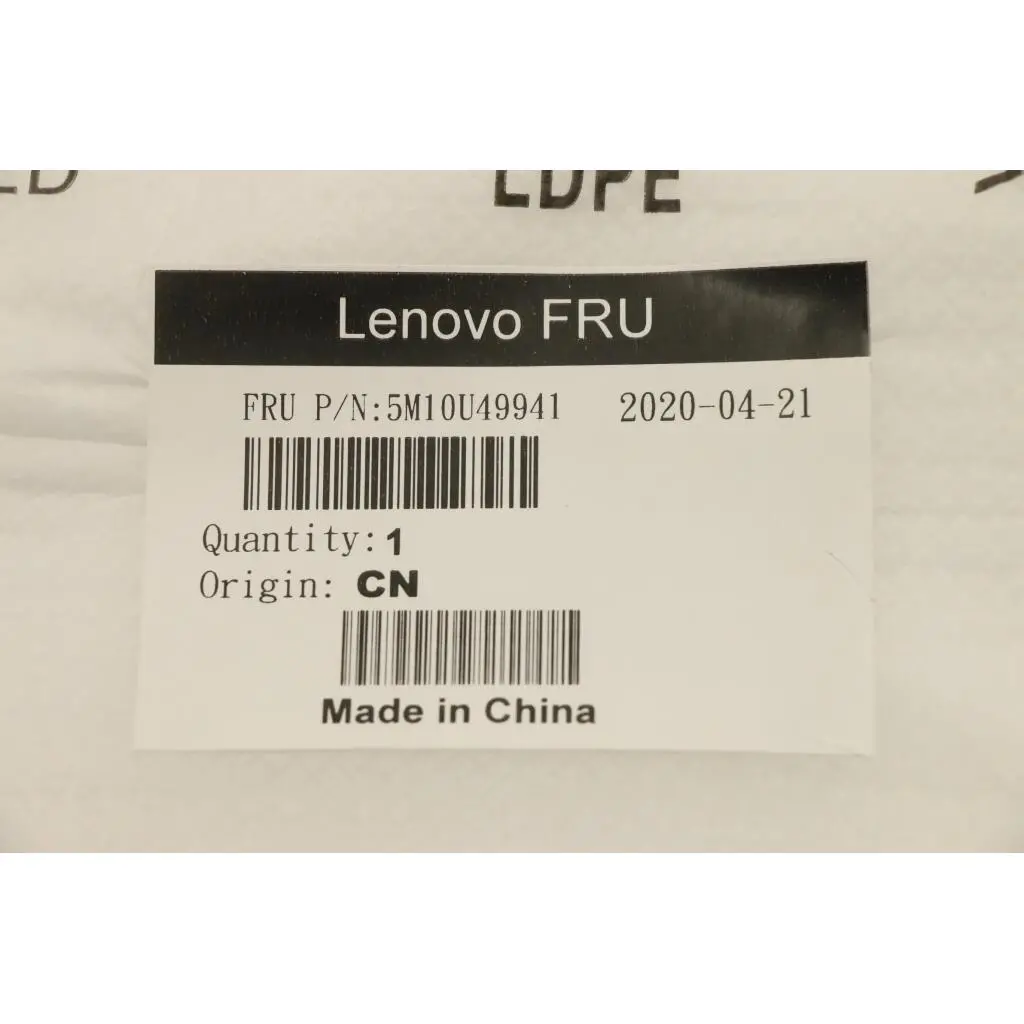 LDPE
Lenovo FRU
FRU P/N:5M10U49941 2020-04-21
Quantity:1
Origin: CN
Made in China